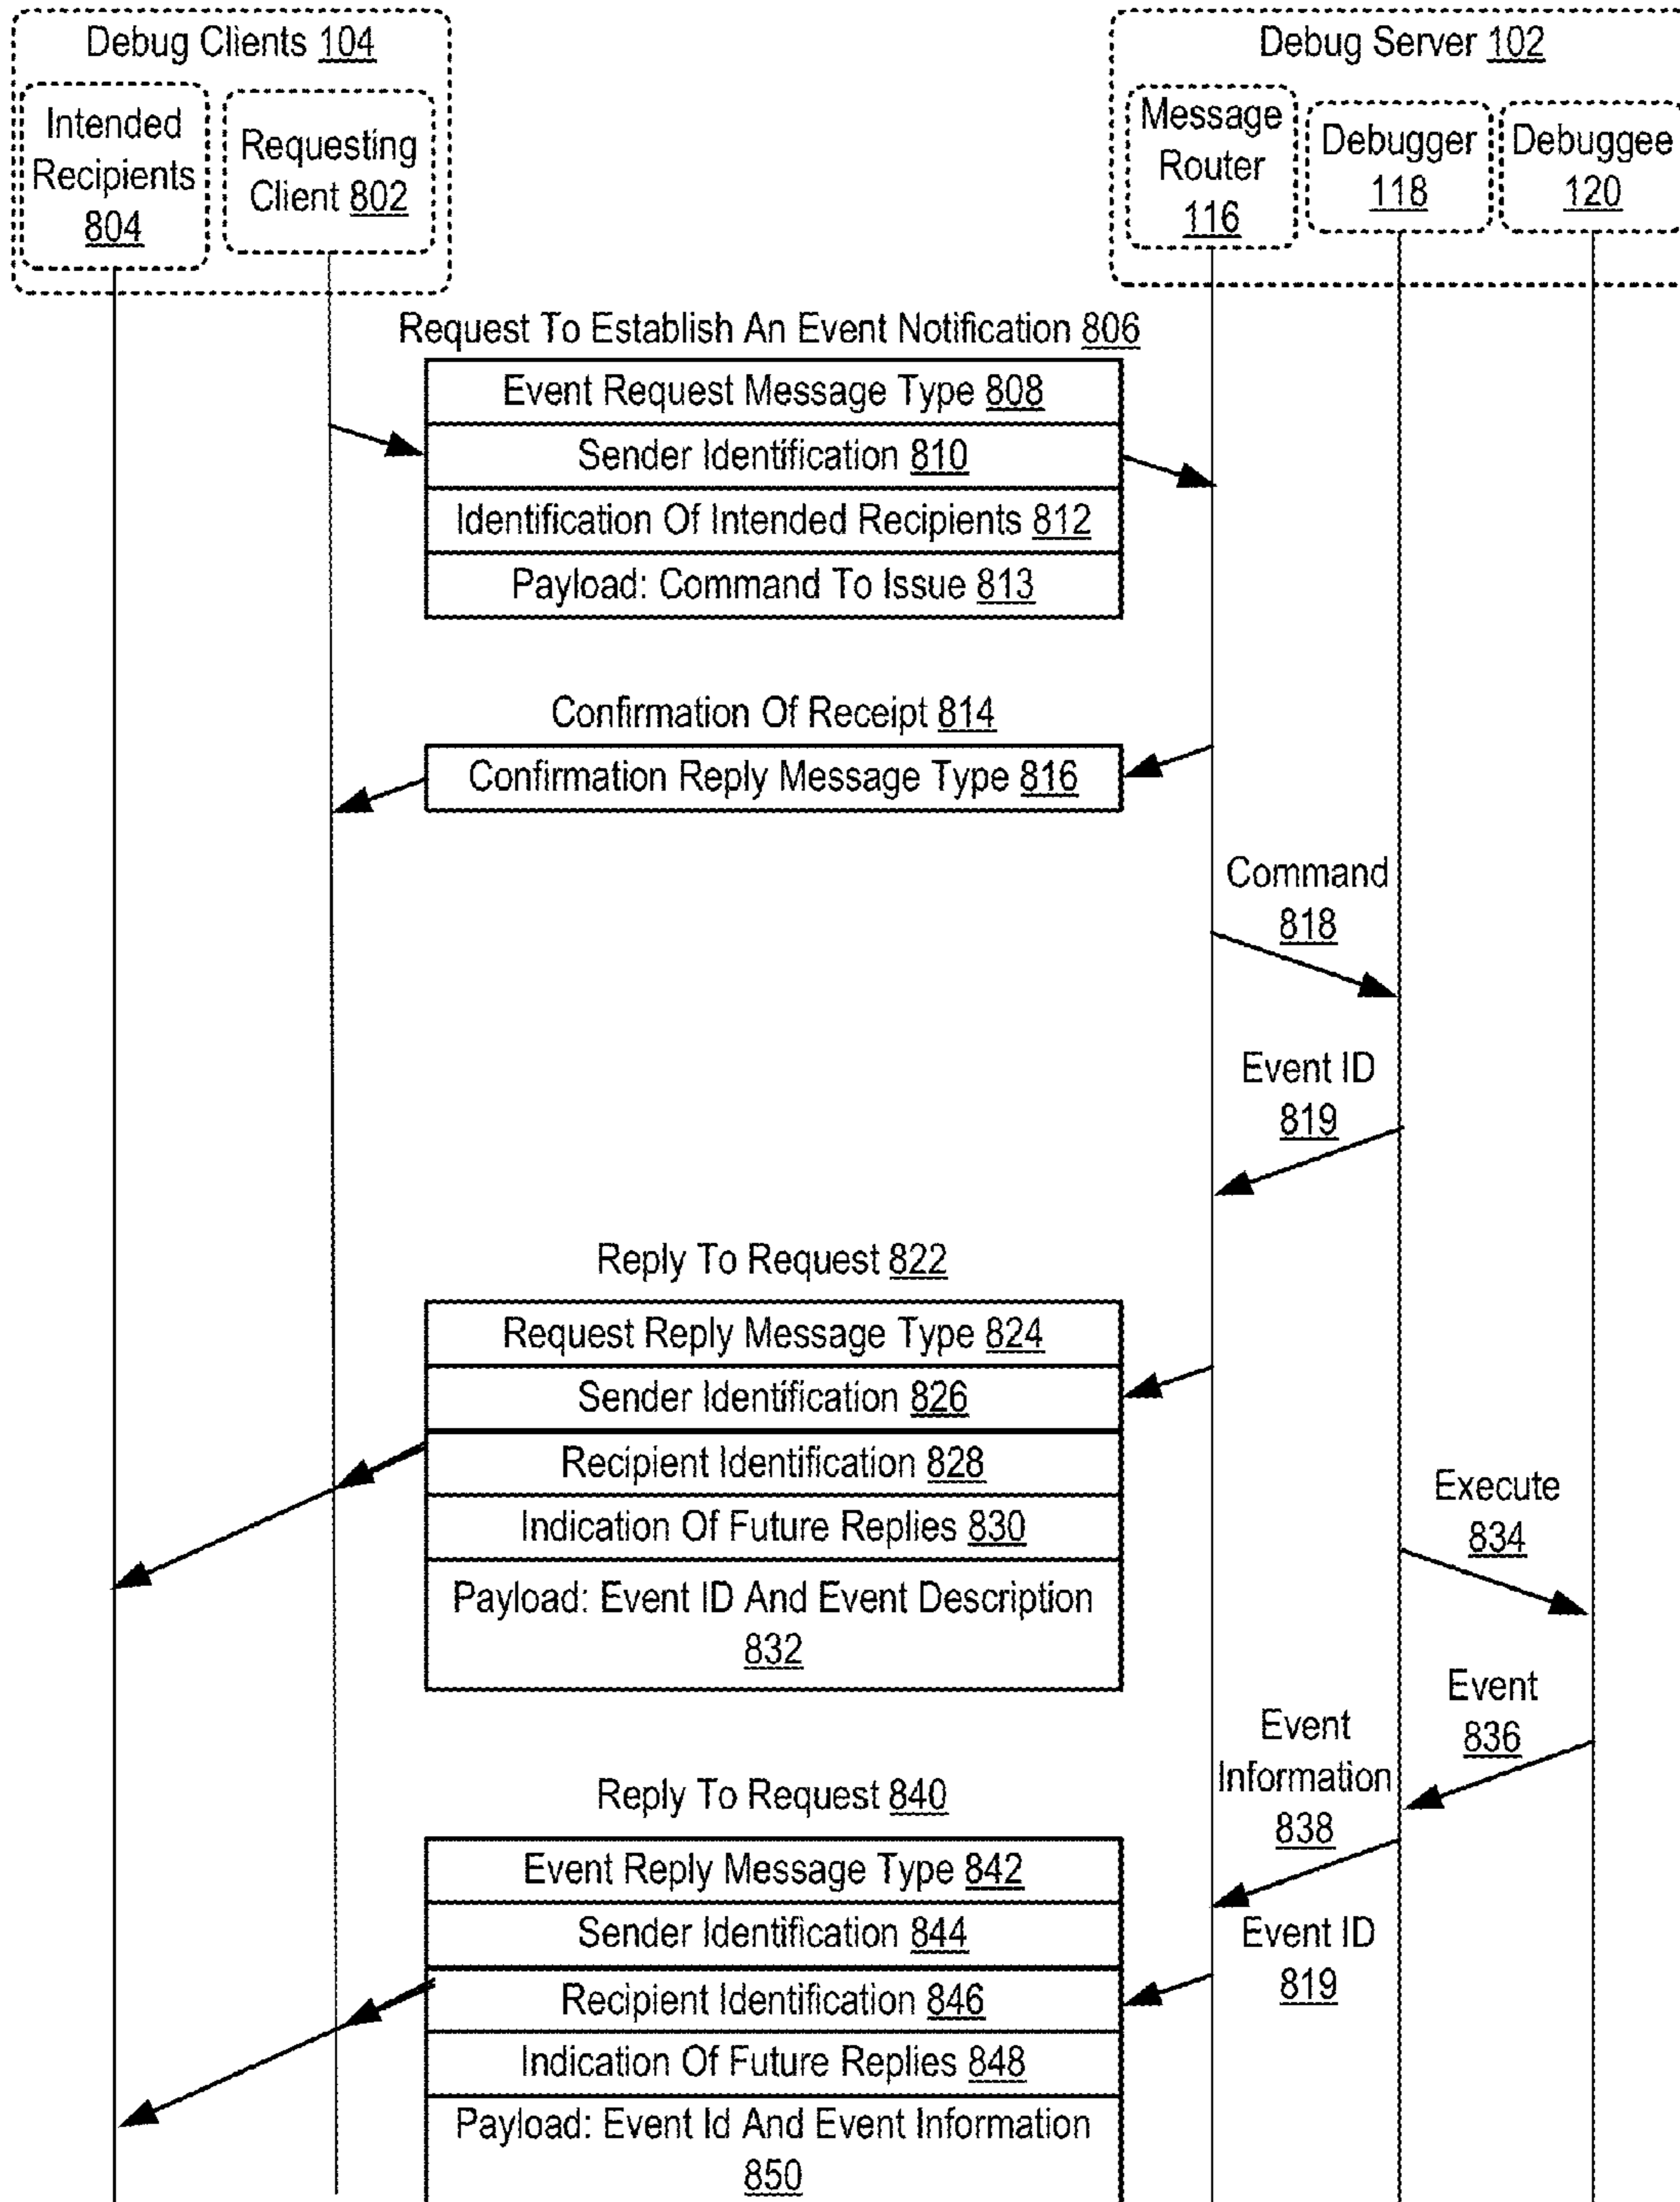 Debug Clients 104
Intended
Recipients
804
Requesting
Client 802
Debug Server 102
Message
Router
116
Debugger
118
Debuggee
120
Request To Establish An Event Notification 806
Event Request Message Type 808
Sender Identification 810
Identification Of Intended Recipients 812
Payload: Command To Issue 813
Confirmation Of Receipt 814
Confirmation Reply Message Type 816
Command
818
Event ID
819
Reply To Request 822
Request Reply Message Type 824
Sender Identification 826
Recipient Identification 828
Indication Of Future Replies 830
Payload: Event ID And Event Description
832
Execute
834
Event
836
Event
Information
838
Reply To Request 840
Event Reply Message Type 842
Sender Identification 844
Recipient Identification 846
Indication Of Future Replies 848
Payload: Event Id And Event Information
850
Event ID
819